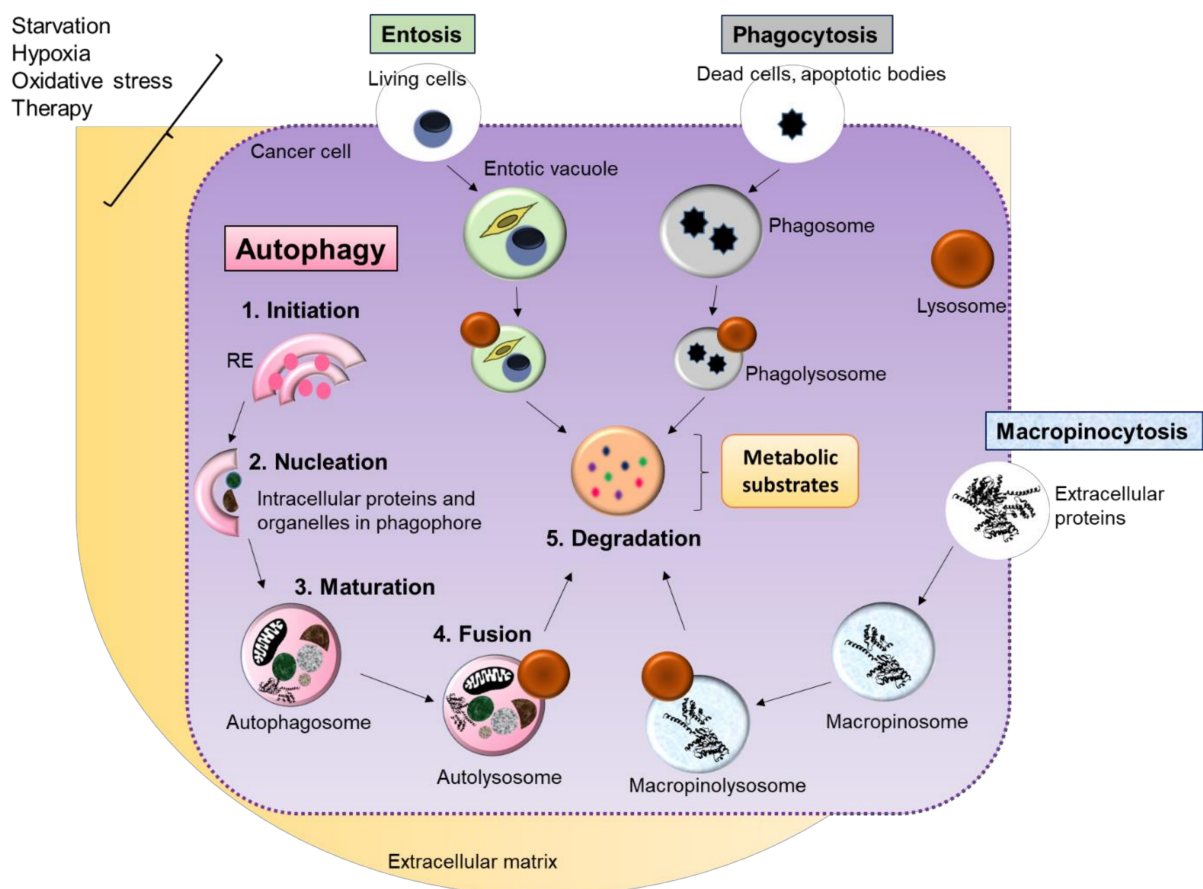 Starvation
Hypoxia
Oxidative stress
Therapy
Entosis
Living cells
Phagocytosis
Dead cells, apoptotic bodies
Cancer cell
Entotic vacuole
Phagosome
Autophagy
Lysosome
1. Initiation
RE
Phagolysosome
Macropinocytosis
Extracellular
proteins
2. Nucleation
Intracellular proteins and
organelles in phagophore
Metabolic
substrates
5. Degradation
3. Maturation
4. Fusion
Autophagosome
Autolysosome
Macropinolysosome
Macropinosome
Extracellular matrix